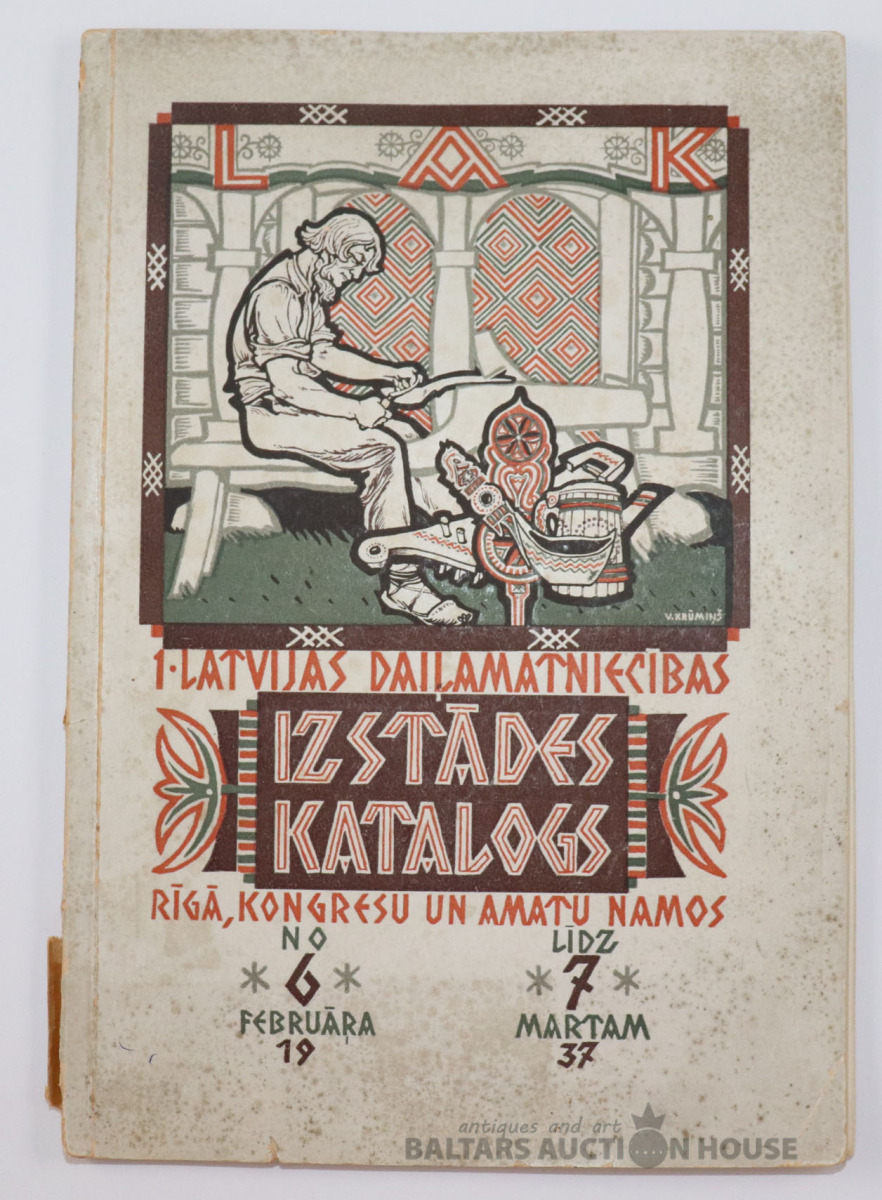 LAK
V. KRŪMIŅŠ
1. LATVIJAS DAIĻAMATNIECĪBAS
IZSTĀDES
KATALOGS
RĪGĀ, KONGRESU UN AMATU NAMOS
NO LĪDZ
6 7
FEBRUĀŖA MARTAM
19 37
antiques and art
BALTARS AUCTION HOUSE